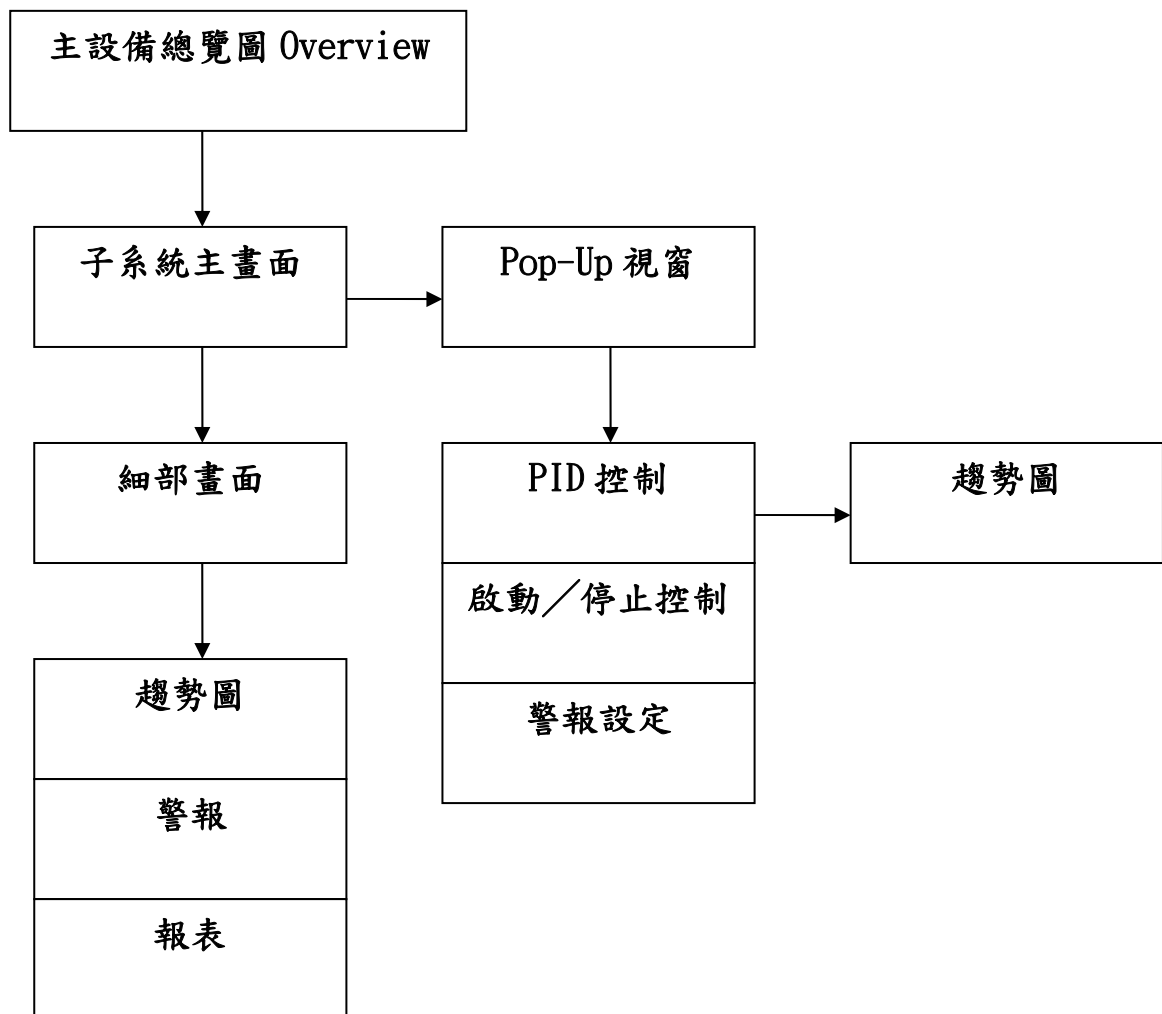 主設備總覽圖 Overview
子系統主畫面
Pop-Up 視窗
細部畫面
PID 控制
趨勢圖
啟動／停止控制
趨勢圖
警報設定
警報
報表